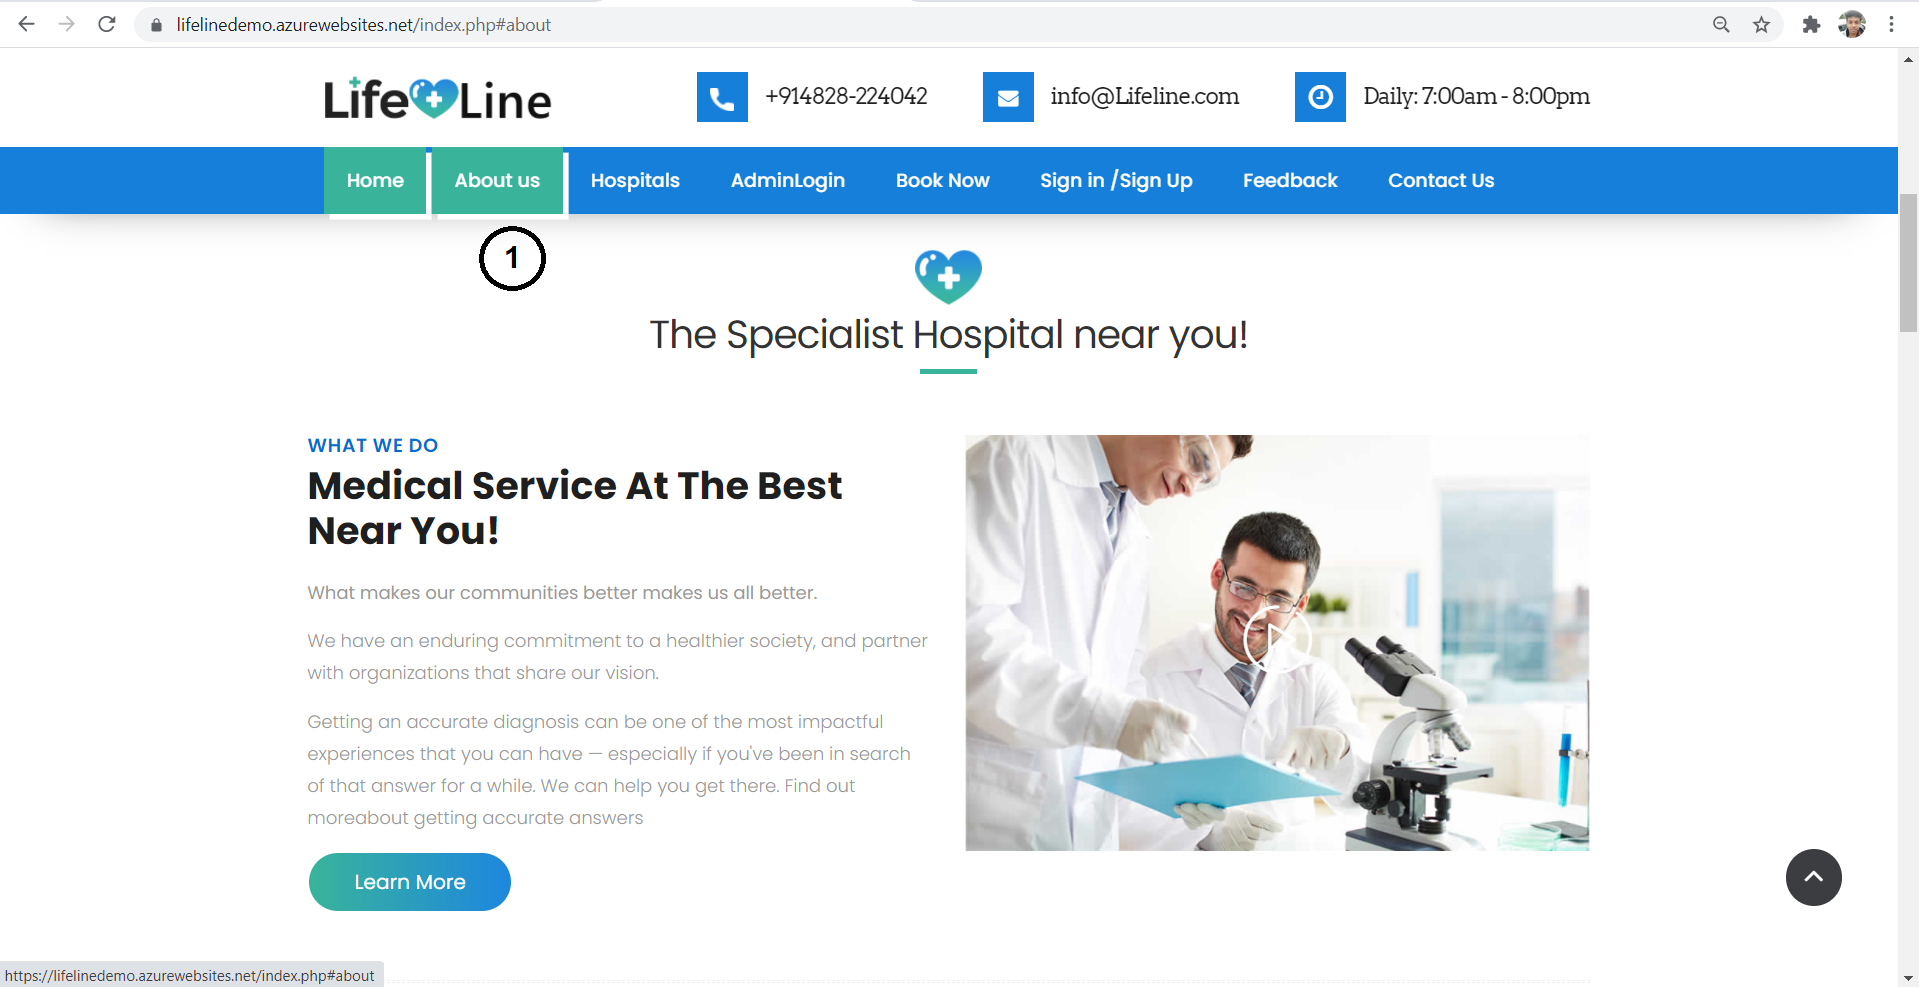 lifelinedemo.azurewebsites.net/index.php#about
Life Line
+914828-224042
info@Lifeline.com
Daily: 7:00am - 8:00pm
Home
About us
Hospitals
AdminLogin
Book Now
Sign in /Sign Up
Feedback
Contact Us
1
The Specialist Hospital near you!
WHAT WE DO
Medical Service At The Best
Near You!
What makes our communities better makes us all better.
We have an enduring commitment to a healthier society, and partner
with organizations that share our vision.
Getting an accurate diagnosis can be one of the most impactful
experiences that you can have — especially if you've been in search
of that answer for a while. We can help you get there. Find out
moreabout getting accurate answers
Learn More
https://lifelinedemo.azurewebsites.net/index.php#about